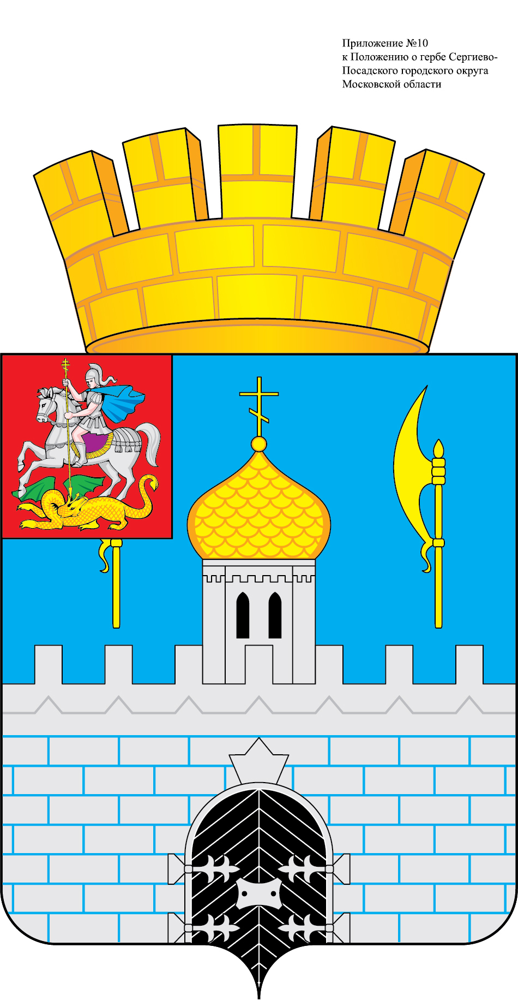 Приложение №10
к Положению о гербе Сергиево-
Посадского городского округа
Московской области